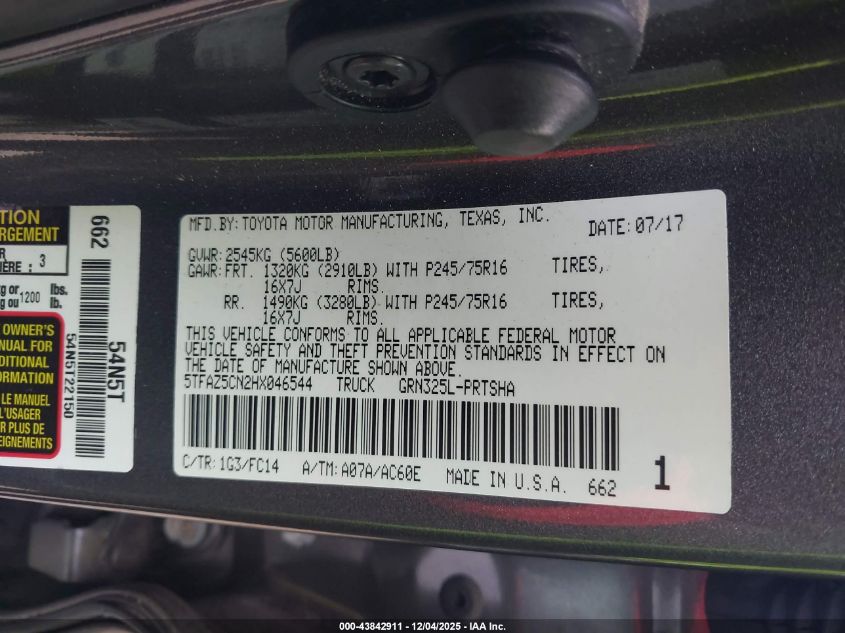 TION
RGEMENT
R
IÈRE : 3
kg or
g ou 1200
lbs.
lb.
OWNER'S
NUAL FOR
DITIONAL
ORMATION
LE MANUEL
L'USAGER
R PLUS DE
EIGNEMENTS
662
54N5T
54N5T22150
MFD.BY:TOYOTA MOTOR MANUFACTURING, TEXAS, INC. DATE:07/17
GVWR:2545KG (5600LB)
GAWR:FRT. 1320KG (2910LB) WITH P245/75R16 TIRES,
16X7J RIMS.
RR. 1490KG (3280LB) WITH P245/75R16 TIRES,
16X7J RIMS.
THIS VEHICLE CONFORMS TO ALL APPLICABLE FEDERAL MOTOR
VEHICLE SAFETY AND THEFT PREVENTION STANDARDS IN EFFECT ON
THE DATE OF MANUFACTURE SHOWN ABOVE.
5TFAZ5CN2HX046544 TRUCK GRN325L-PRTSHA
C/TR:1G3/FC14 A/TM:A07A/AC60E MADE IN U.S.A. 662 1
000-43842911 - 12/04/2025 - IAA Inc.